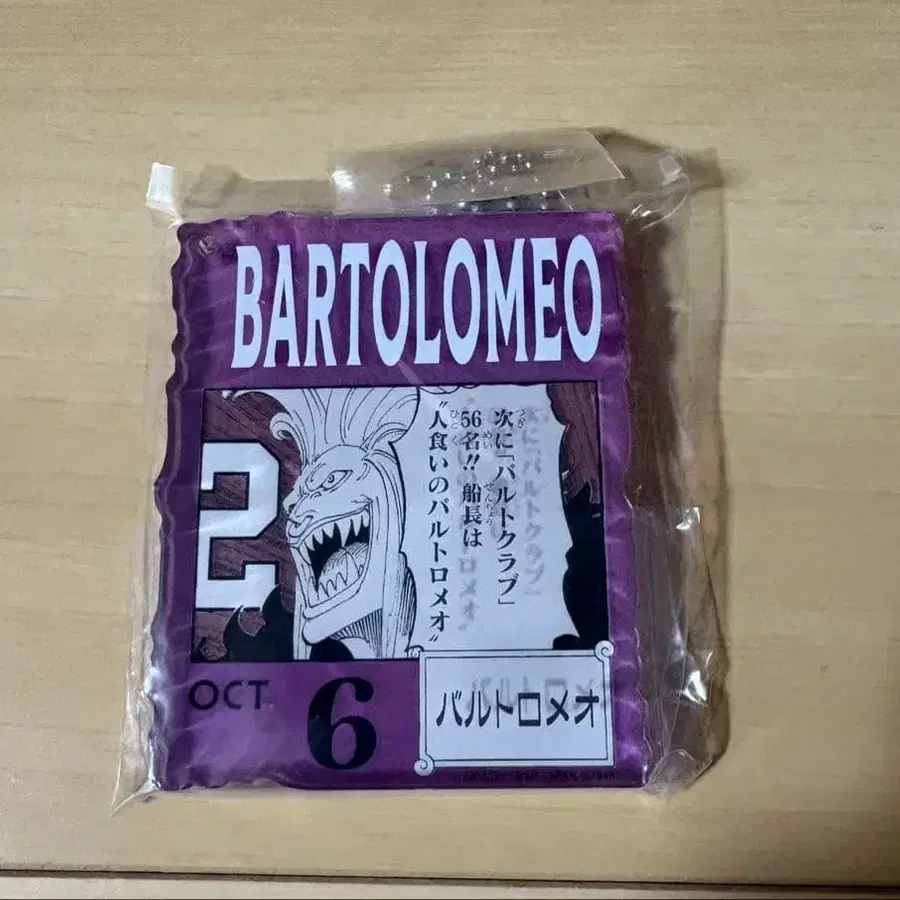 BARTOLOMEO
2
次に「バルトクラブ」
56名!! 船長は
"人食いのバルトロメオ"
OCT.
6
バルトロメオ